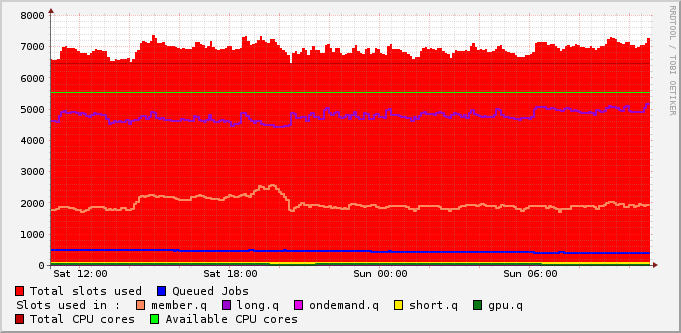 8000
7000
6000
5000
4000
3000
2000
1000
0
Sat 12:00 Sat 18:00 Sun 00:00 Sun 06:00
RRDTOOL / TOBI OETIKER
Total slots used Queued Jobs
Slots used in : member.q long.q ondemand.q short.q gpu.q
Total CPU cores Available CPU cores